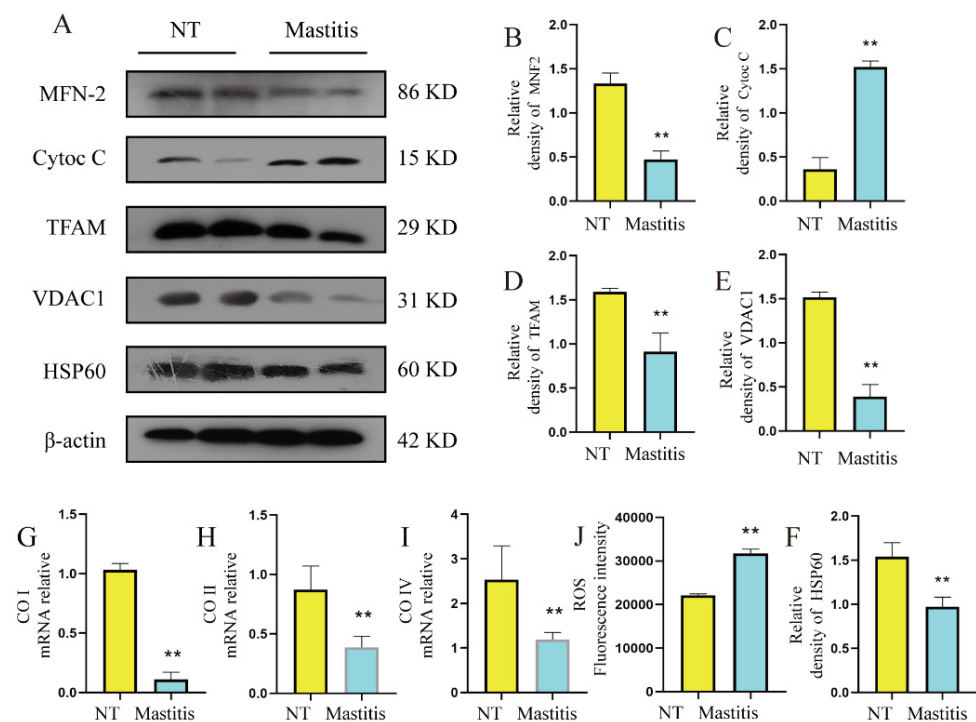 A
NT Mastitis
MFN-2 86 KD
Cytoc C 15 KD
TFAM 29 KD
VDAC1 31 KD
HSP60 60 KD
β-actin 42 KD
B
Relative
density of MNF2
2.0
1.5
1.0
0.5
0.0
**
NT Mastitis
C
Relative
density of Cytoc C
2.0
1.5
1.0
0.5
0.0
**
NT Mastitis
D
Relative
density of TFAM
2.0
1.5
1.0
0.5
0.0
**
NT Mastitis
E
Relative
density of VDAC1
2.0
1.5
1.0
0.5
0.0
**
NT Mastitis
G
CO I
mRNA relative
1.5
1.0
0.5
0.0
**
NT Mastitis
H
CO II
mRNA relative
1.5
1.0
0.5
0.0
**
NT Mastitis
I
CO IV
mRNA relative
4
3
2
1
0
**
NT Mastitis
J
ROS
Fluorescence intensity
40000
30000
20000
10000
0
**
NT Mastitis
F
Relative
density of HSP60
2.0
1.5
1.0
0.5
0.0
**
NT Mastitis